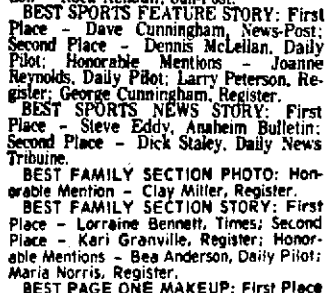 BEST SPORTS FEATURE STORY: First
Place – Dave Cunningham, News-Post;
Second Place – Dennis McLellan, Daily
Pilot; Honorable Mentions – Joanne
Reynolds, Daily Pilot; Larry Peterson, Re-
gister; George Cunningham, Register.
BEST SPORTS NEWS STORY: First
Place – Steve Eddy, Anaheim Bulletin;
Second Place – Dick Staley, Daily News
Tribuine.
BEST FAMILY SECTION PHOTO: Hon-
orable Mention – Clay Miller, Register.
BEST FAMILY SECTION STORY: First
Place – Lorraine Bennett, Times; Second
Place – Kari Granville, Register; Honor-
able Mentions – Bea Anderson, Daily Pilot;
Maria Norris, Register.
BEST PAGE ONE MAKEUP: First Place